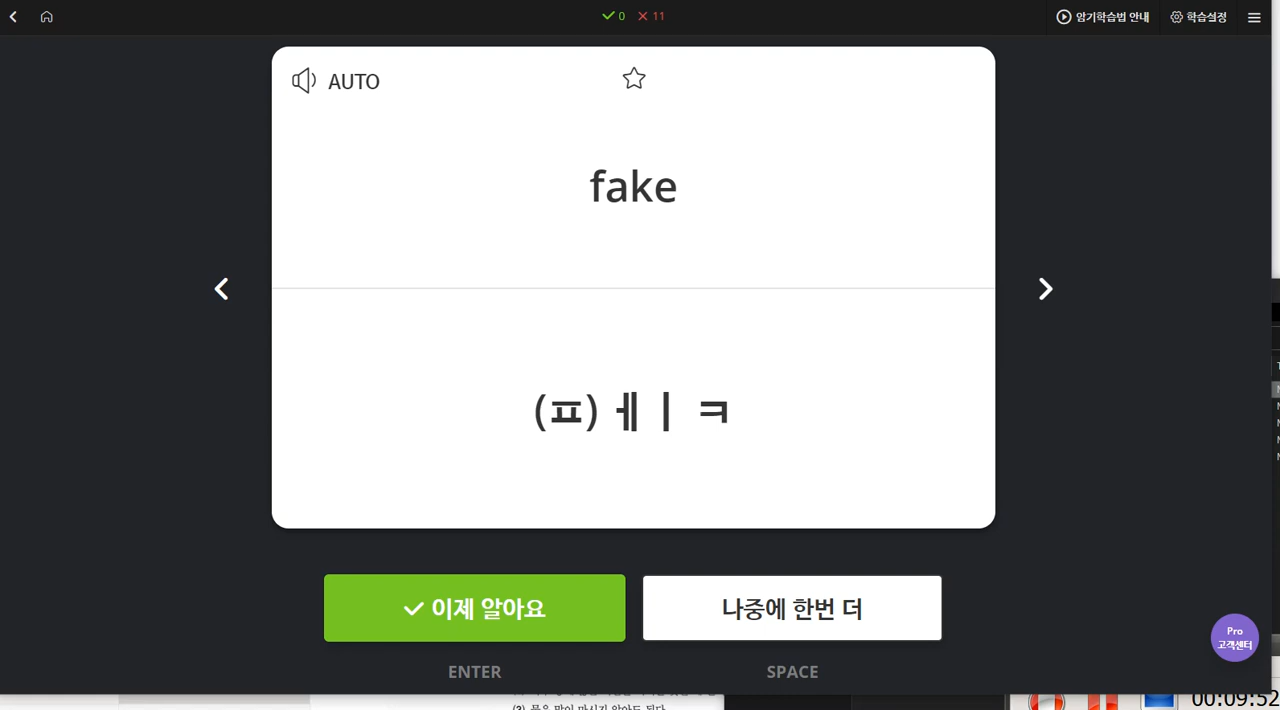 0 11 암기학습법 안내 학습설정
AUTO
fake
(ㅍ) ㅔㅣ ㅋ
이제 알아요 나중에 한번 더
Pro
고객센터
ENTER SPACE
00:09:52